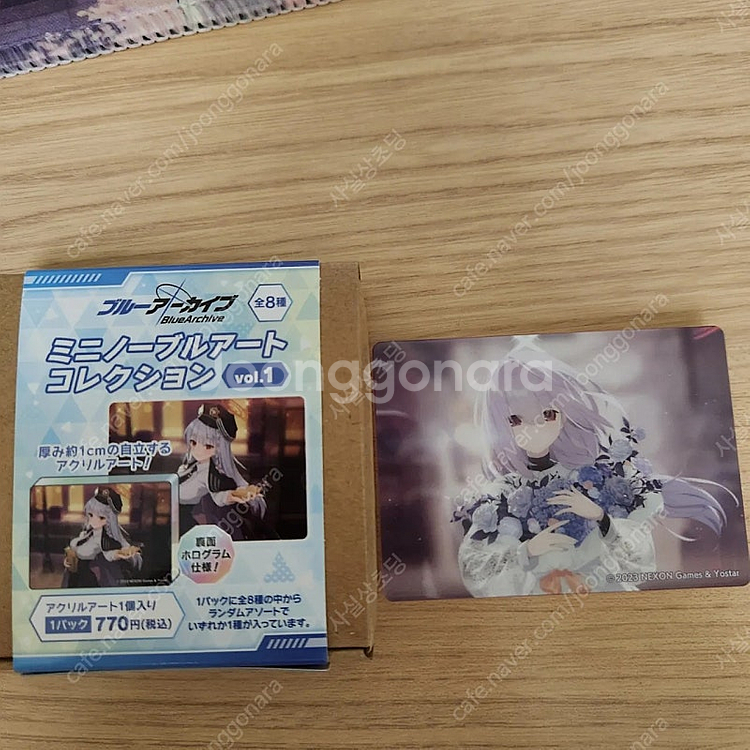 ブルーアーカイブ
BlueArchive
全8種
ミニノーブルアート
コレクション vol.1
厚み約1cmの自立する
アクリルアート!
裏面
ホログラム
仕様!
アクリルアート1個入り
1パック 770円(税込)
1パックに全8種の中から
ランダムアソートで
いずれか1種が入っています。
© 2023 NEXON Games & Yostar
joonggonara
cafe.naver.com/joonggonara
사실상초딩